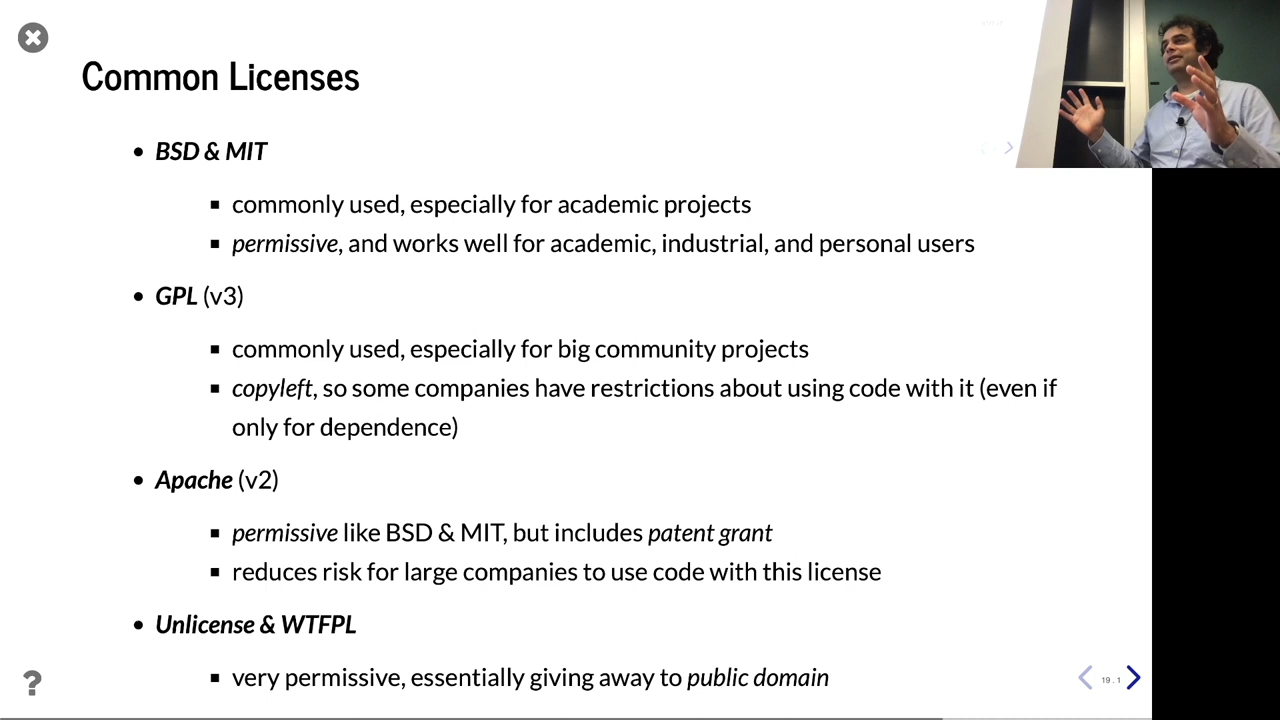 Common Licenses
• BSD & MIT
▪ commonly used, especially for academic projects
▪ permissive, and works well for academic, industrial, and personal users
• GPL (v3)
▪ commonly used, especially for big community projects
▪ copyleft, so some companies have restrictions about using code with it (even if
only for dependence)
• Apache (v2)
▪ permissive like BSD & MIT, but includes patent grant
▪ reduces risk for large companies to use code with this license
• Unlicense & WTFPL
▪ very permissive, essentially giving away to public domain
?
19.1